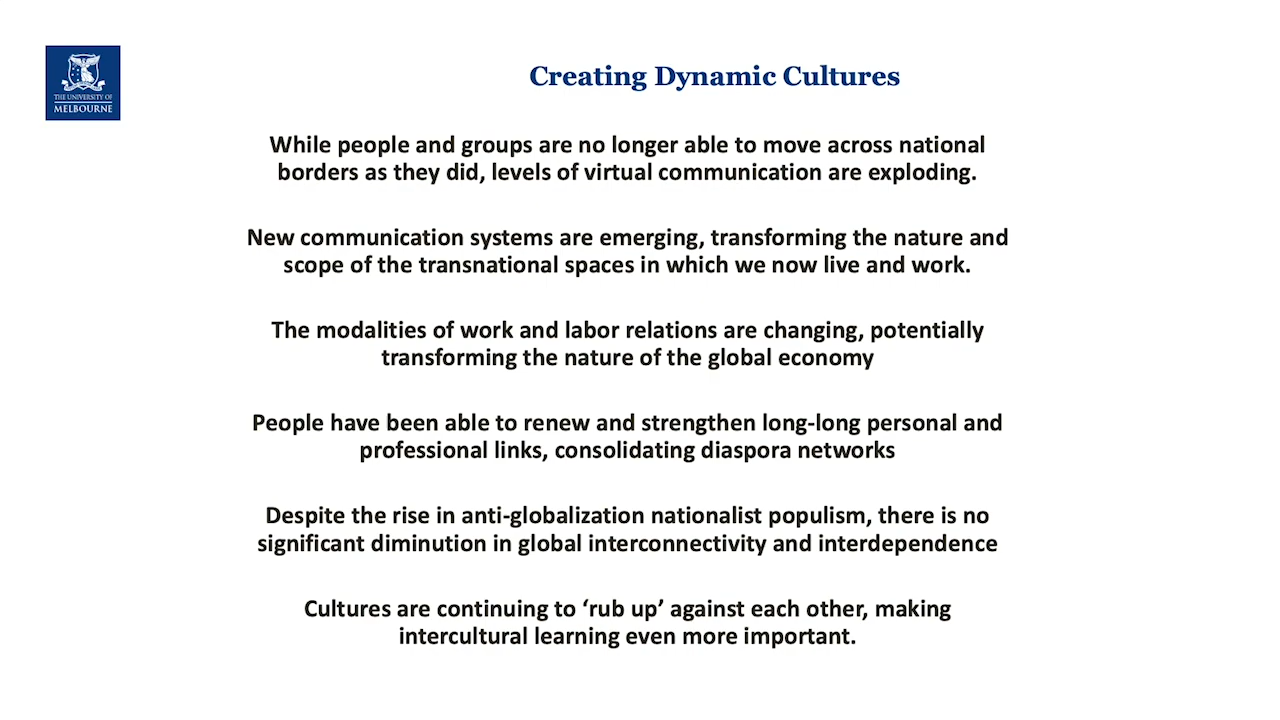 THE UNIVERSITY OF
MELBOURNE
Creating Dynamic Cultures
While people and groups are no longer able to move across national
borders as they did, levels of virtual communication are exploding.
New communication systems are emerging, transforming the nature and
scope of the transnational spaces in which we now live and work.
The modalities of work and labor relations are changing, potentially
transforming the nature of the global economy
People have been able to renew and strengthen long-long personal and
professional links, consolidating diaspora networks
Despite the rise in anti-globalization nationalist populism, there is no
significant diminution in global interconnectivity and interdependence
Cultures are continuing to ‘rub up’ against each other, making
intercultural learning even more important.